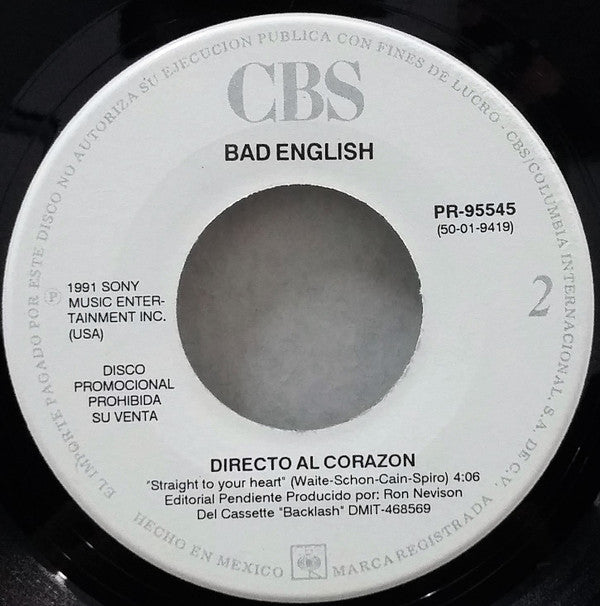 EL IMPORTE PAGADO POR ESTE DISCO NO AUTORIZA SU EJECUCION PUBLICA CON FINES DE LUCRO · CBS/COLUMBIA INTERNACIONAL, S.A. DE C.V.
CBS
BAD ENGLISH
PR-95545
(50-01-9419)
2
℗ 1991 SONY
MUSIC ENTER-
TAINMENT INC.
(USA)
DISCO
PROMOCIONAL
PROHIBIDA
SU VENTA
DIRECTO AL CORAZON
"Straight to your heart" (Waite-Schon-Cain-Spiro) 4:06
Editorial Pendiente Producido por: Ron Nevison
Del Cassette "Backlash" DMIT-468569
HECHO EN MEXICO MARCA REGISTRADA